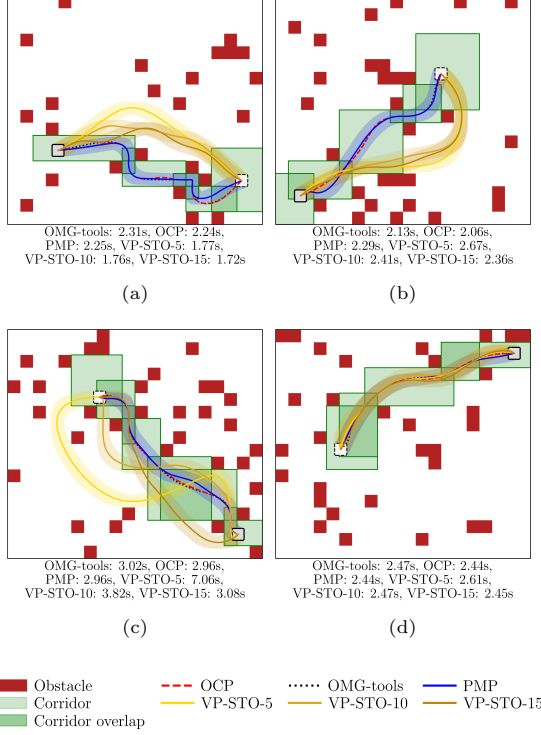 OMG-tools: 2.31s, OCP: 2.24s,
PMP: 2.25s, VP-STO-5: 1.77s,
VP-STO-10: 1.76s, VP-STO-15: 1.72s
(a)
OMG-tools: 2.13s, OCP: 2.06s,
PMP: 2.29s, VP-STO-5: 2.67s,
VP-STO-10: 2.41s, VP-STO-15: 2.36s
(b)
OMG-tools: 3.02s, OCP: 2.96s,
PMP: 2.96s, VP-STO-5: 7.06s,
VP-STO-10: 3.82s, VP-STO-15: 3.08s
(c)
OMG-tools: 2.47s, OCP: 2.44s,
PMP: 2.44s, VP-STO-5: 2.61s,
VP-STO-10: 2.47s, VP-STO-15: 2.45s
(d)
Obstacle
Corridor
Corridor overlap
OCP
VP-STO-5
OMG-tools
VP-STO-10
PMP
VP-STO-15